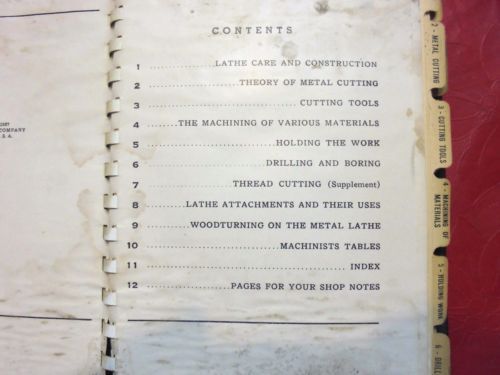 COMPANY
S. A.
CONTENTS
1 LATHE CARE AND CONSTRUCTION
2 THEORY OF METAL CUTTING
3 CUTTING TOOLS
4 THE MACHINING OF VARIOUS MATERIALS
5 HOLDING THE WORK
6 DRILLING AND BORING
7 THREAD CUTTING (Supplement)
8 LATHE ATTACHMENTS AND THEIR USES
9 WOODTURNING ON THE METAL LATHE
10 MACHINISTS TABLES
11 INDEX
12 PAGES FOR YOUR SHOP NOTES
2 - METAL CUTTING
3 - CUTTING TOOLS
4 - MACHINING OF
MATERIALS
5 - HOLDING WORK
6 - DRILL